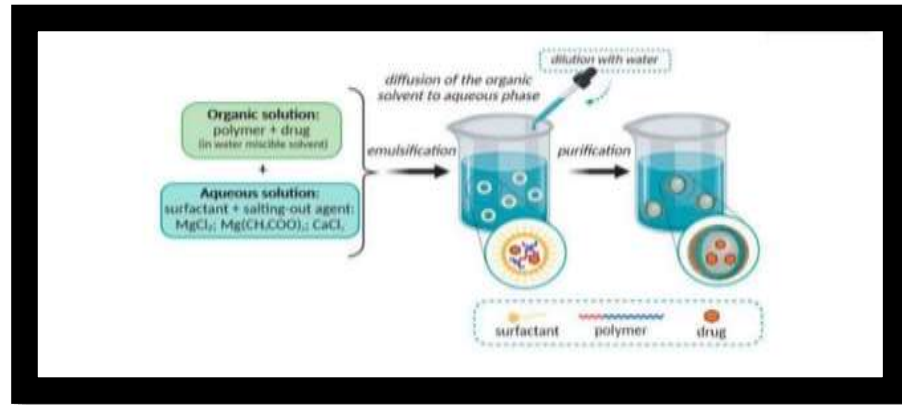 dilution with water
diffusion of the organic
solvent to aqueous phase
Organic solution:
polymer + drug
(in water miscible solvent)
+
Aqueous solution:
surfactant + salting-out agent:
MgCl₂; Mg(CH₃COO)₂; CaCl₂
emulsification
purification
surfactant
polymer
drug